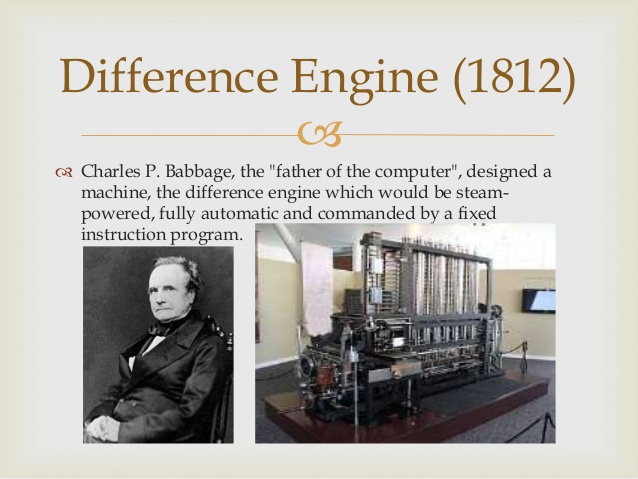 Difference Engine (1812)
Charles P. Babbage, the "father of the computer", designed a
machine, the difference engine which would be steam-
powered, fully automatic and commanded by a fixed
instruction program.